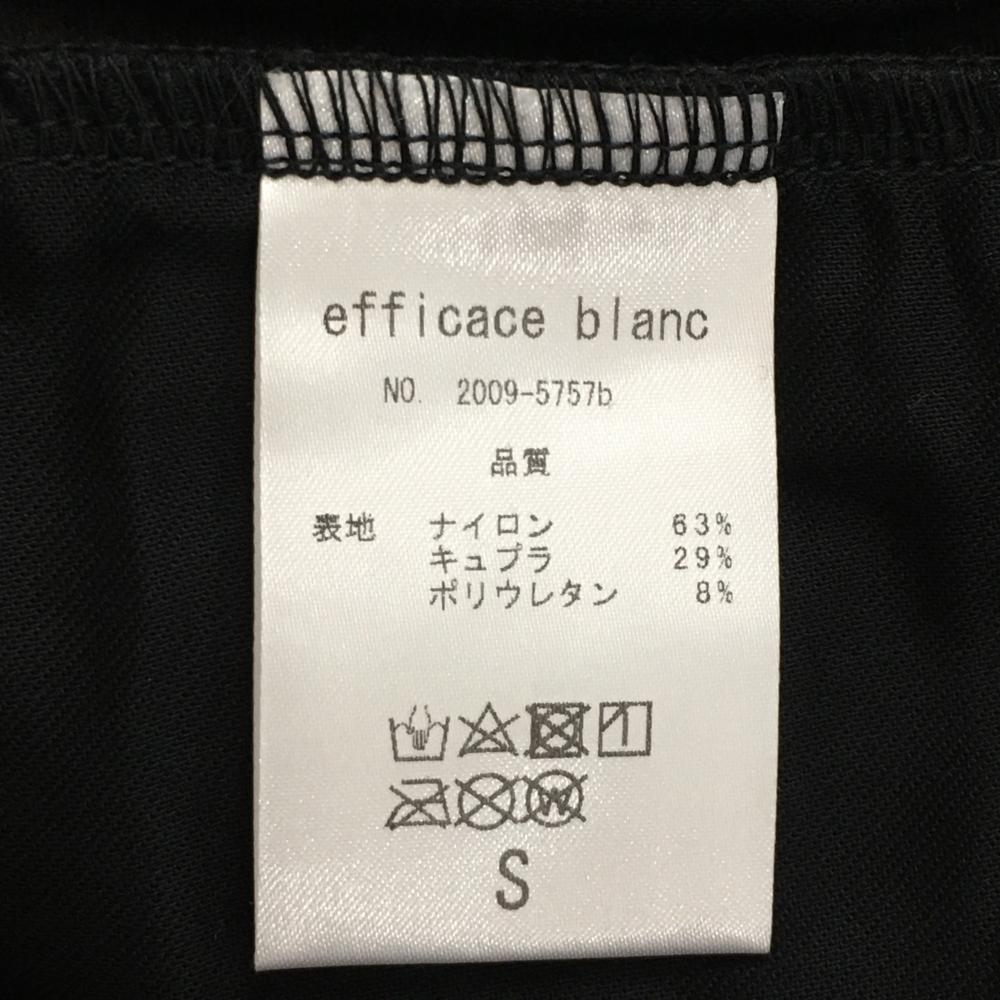 efficace blanc
NO. 2009-5757b
品質
表地 ナイロン 63%
キュプラ 29%
ポリウレタン 8%
W
S